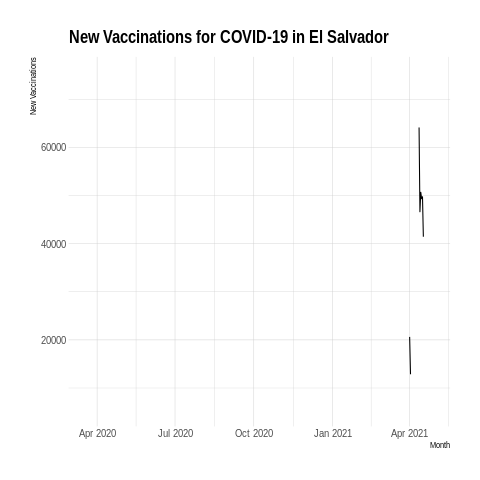 New Vaccinations for COVID-19 in El Salvador
New Vaccinations
60000
40000
20000
Apr 2020 Jul 2020 Oct 2020 Jan 2021 Apr 2021
Month